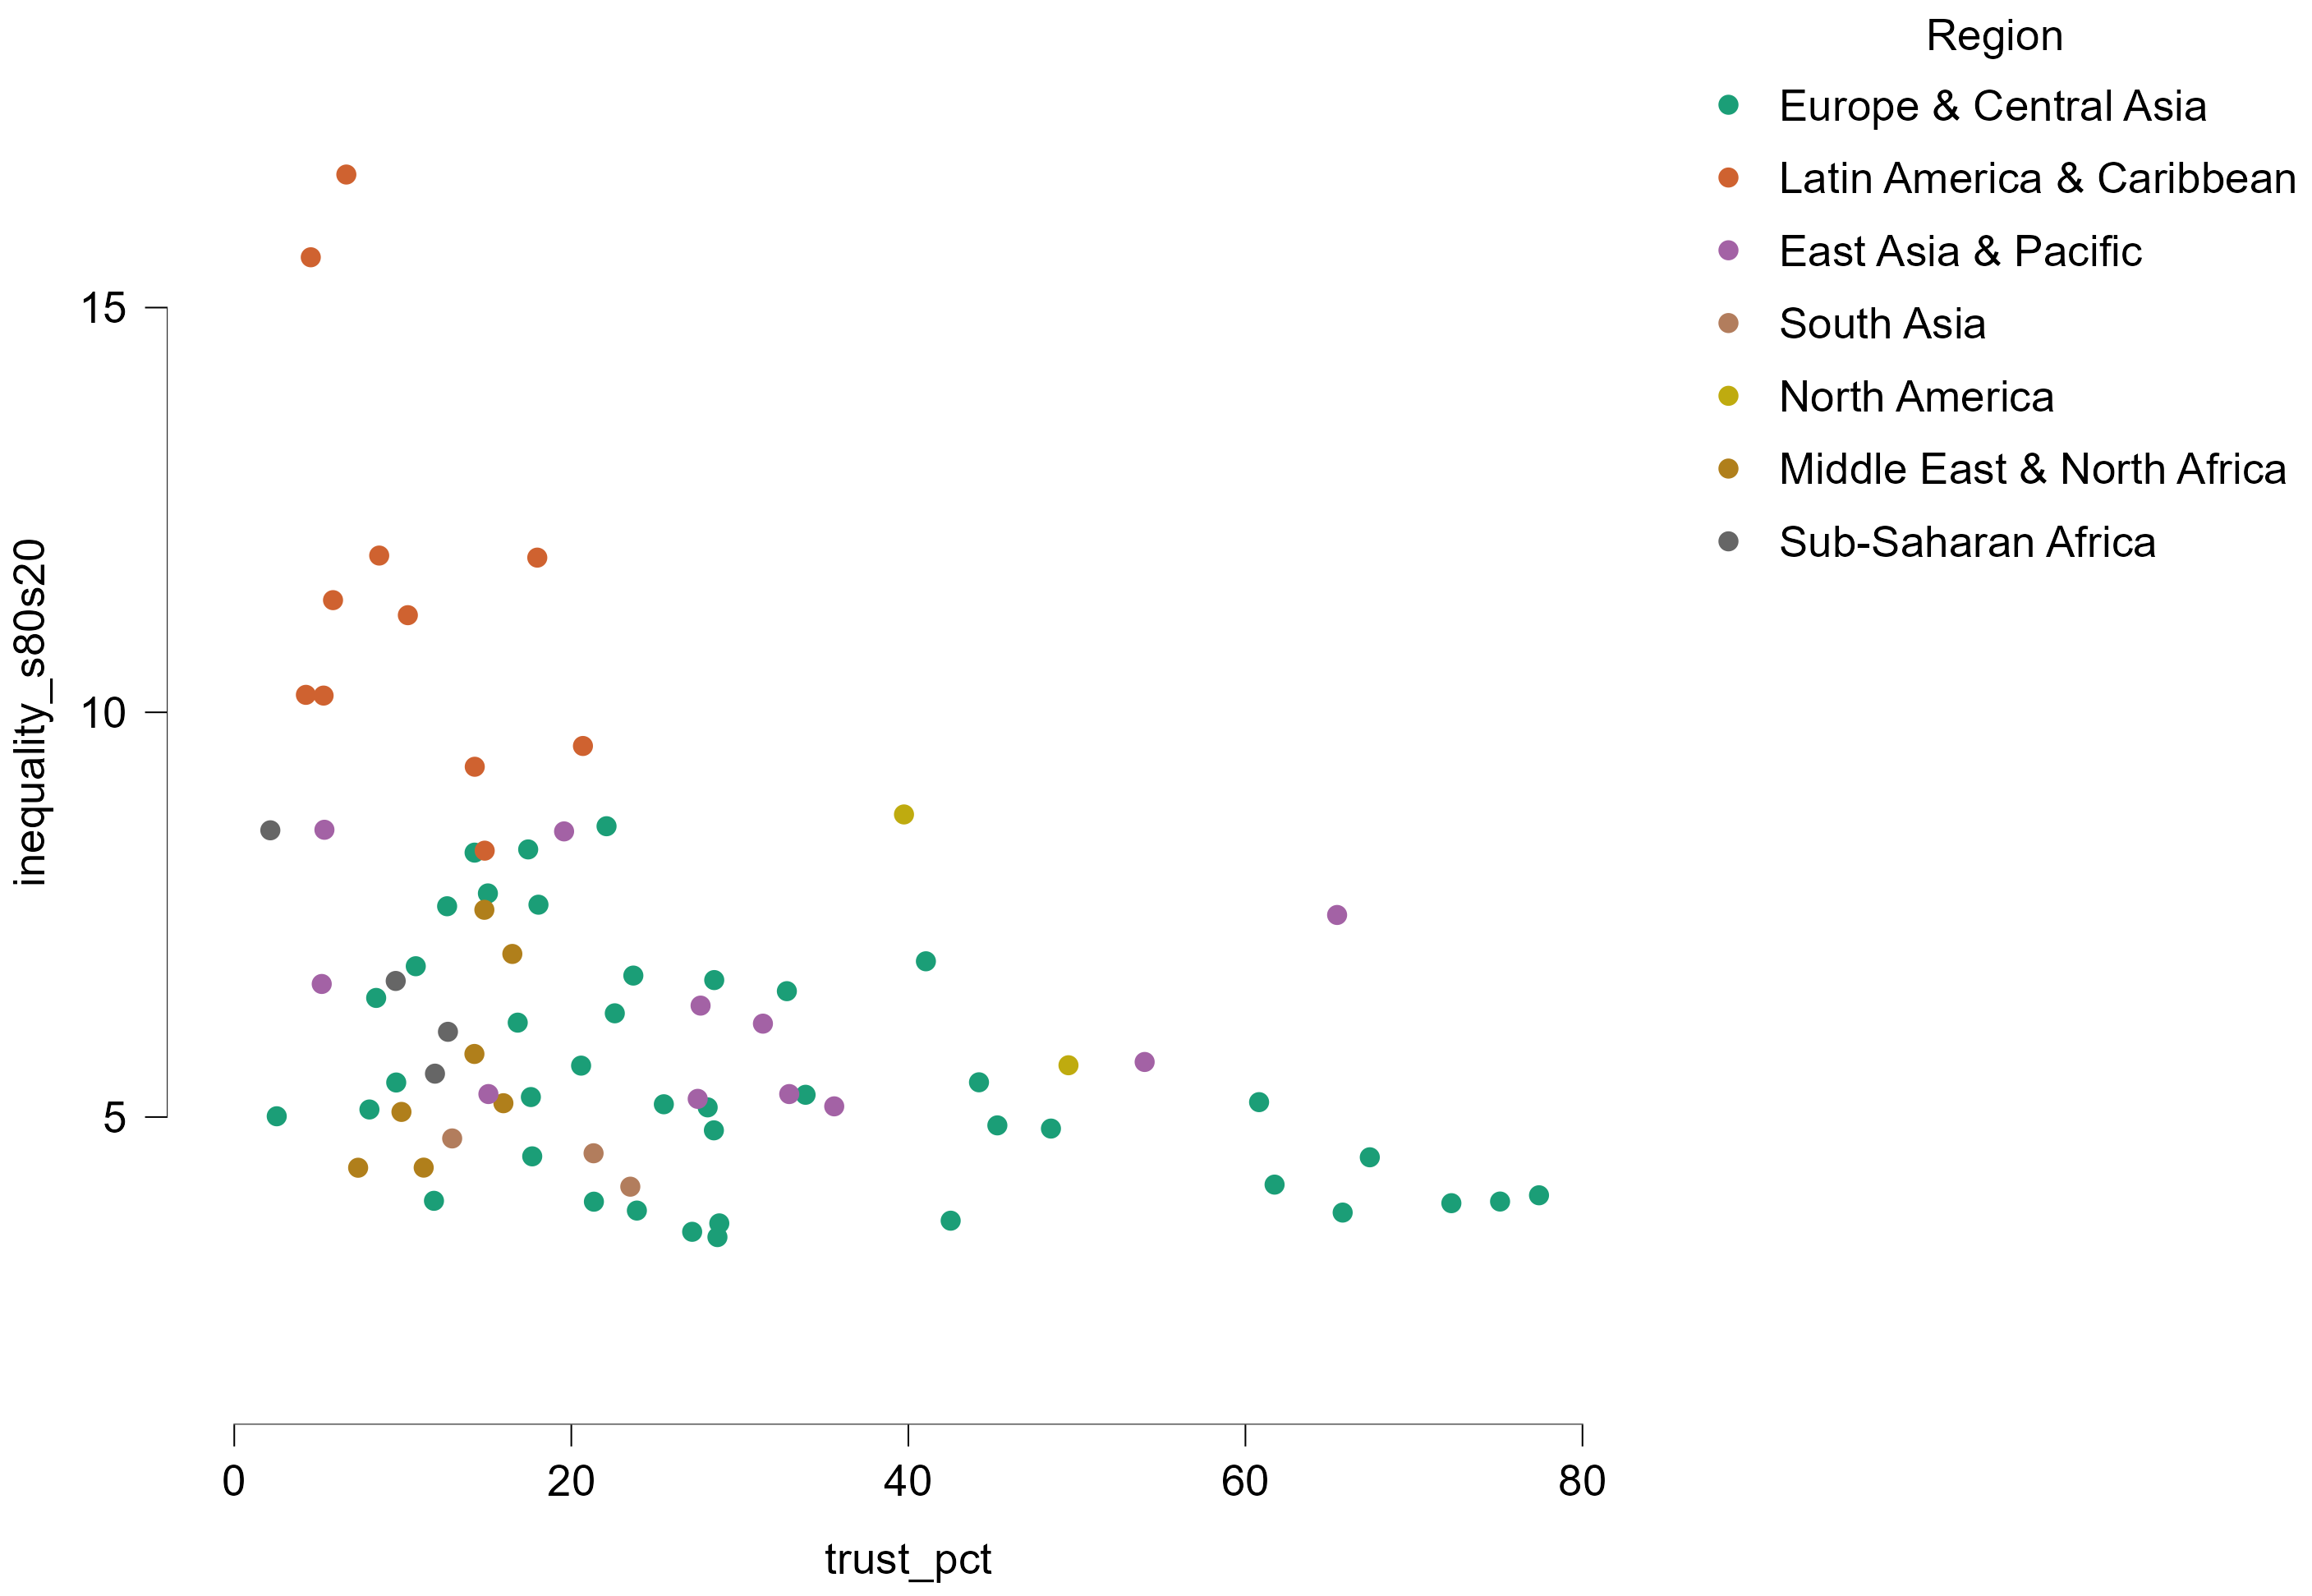 Region
Europe & Central Asia
Latin America & Caribbean
East Asia & Pacific
South Asia
North America
Middle East & North Africa
Sub-Saharan Africa
inequality_s80s20
15
10
5
0 20 40 60 80
trust_pct